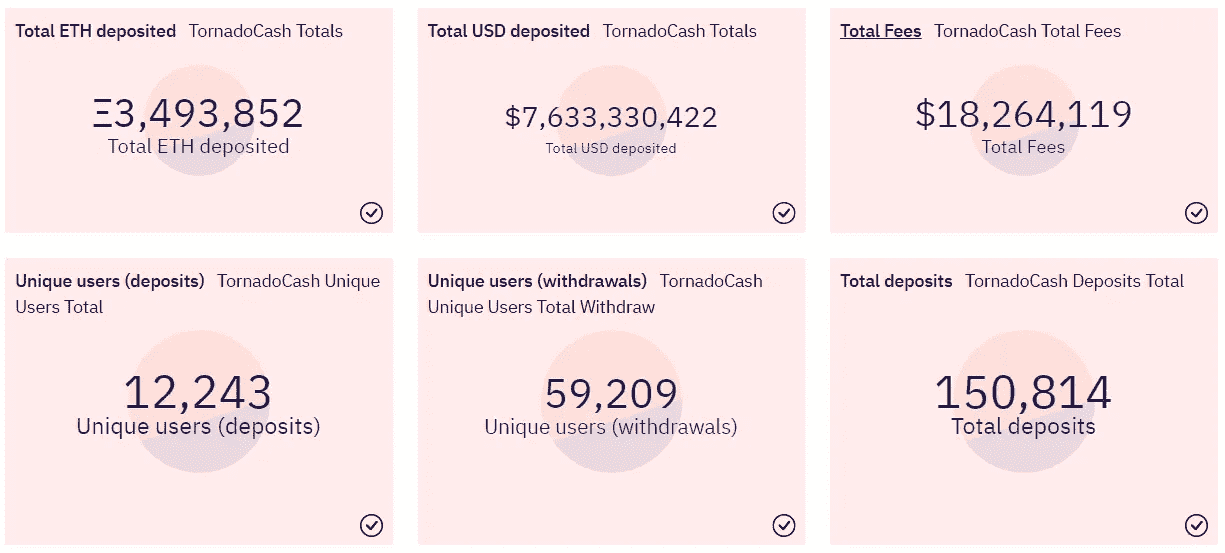 Total ETH deposited TornadoCash Totals
Ξ3,493,852
Total ETH deposited
Total USD deposited TornadoCash Totals
$7,633,330,422
Total USD deposited
Total Fees TornadoCash Total Fees
$18,264,119
Total Fees
Unique users (deposits) TornadoCash Unique
Users Total
12,243
Unique users (deposits)
Unique users (withdrawals) TornadoCash
Unique Users Total Withdraw
59,209
Unique users (withdrawals)
Total deposits TornadoCash Deposits Total
150,814
Total deposits